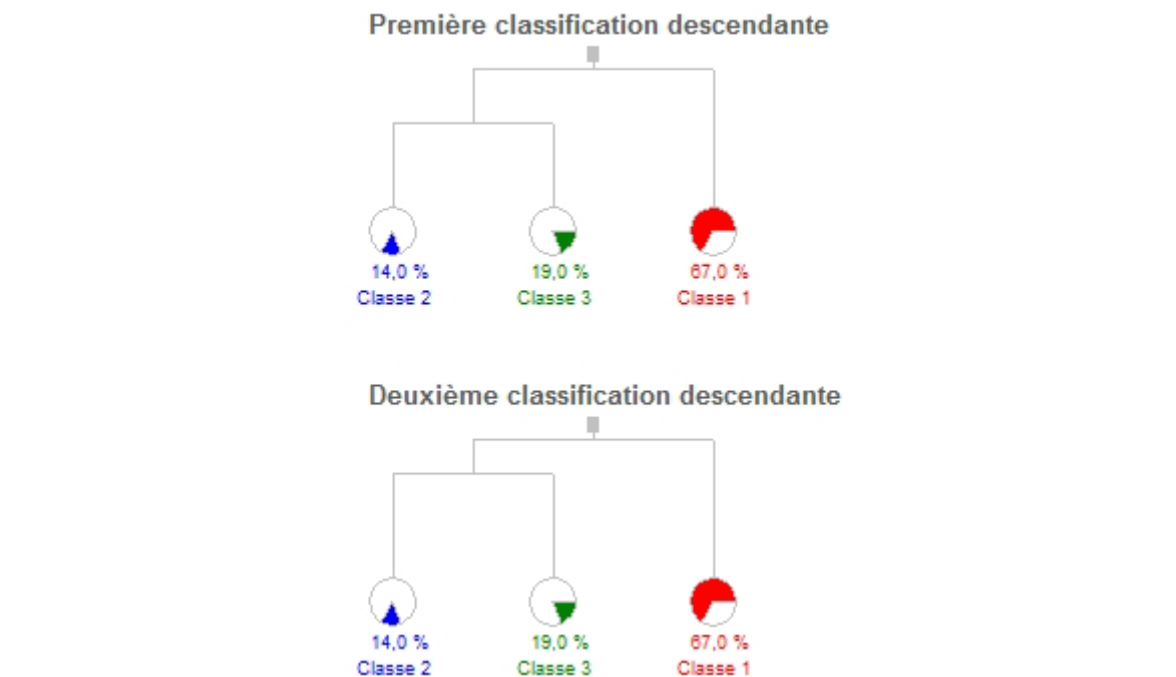 Première classification descendante
14,0 % 19,0 % 67,0 %
Classe 2 Classe 3 Classe 1
Deuxième classification descendante
14,0 % 19,0 % 67,0 %
Classe 2 Classe 3 Classe 1